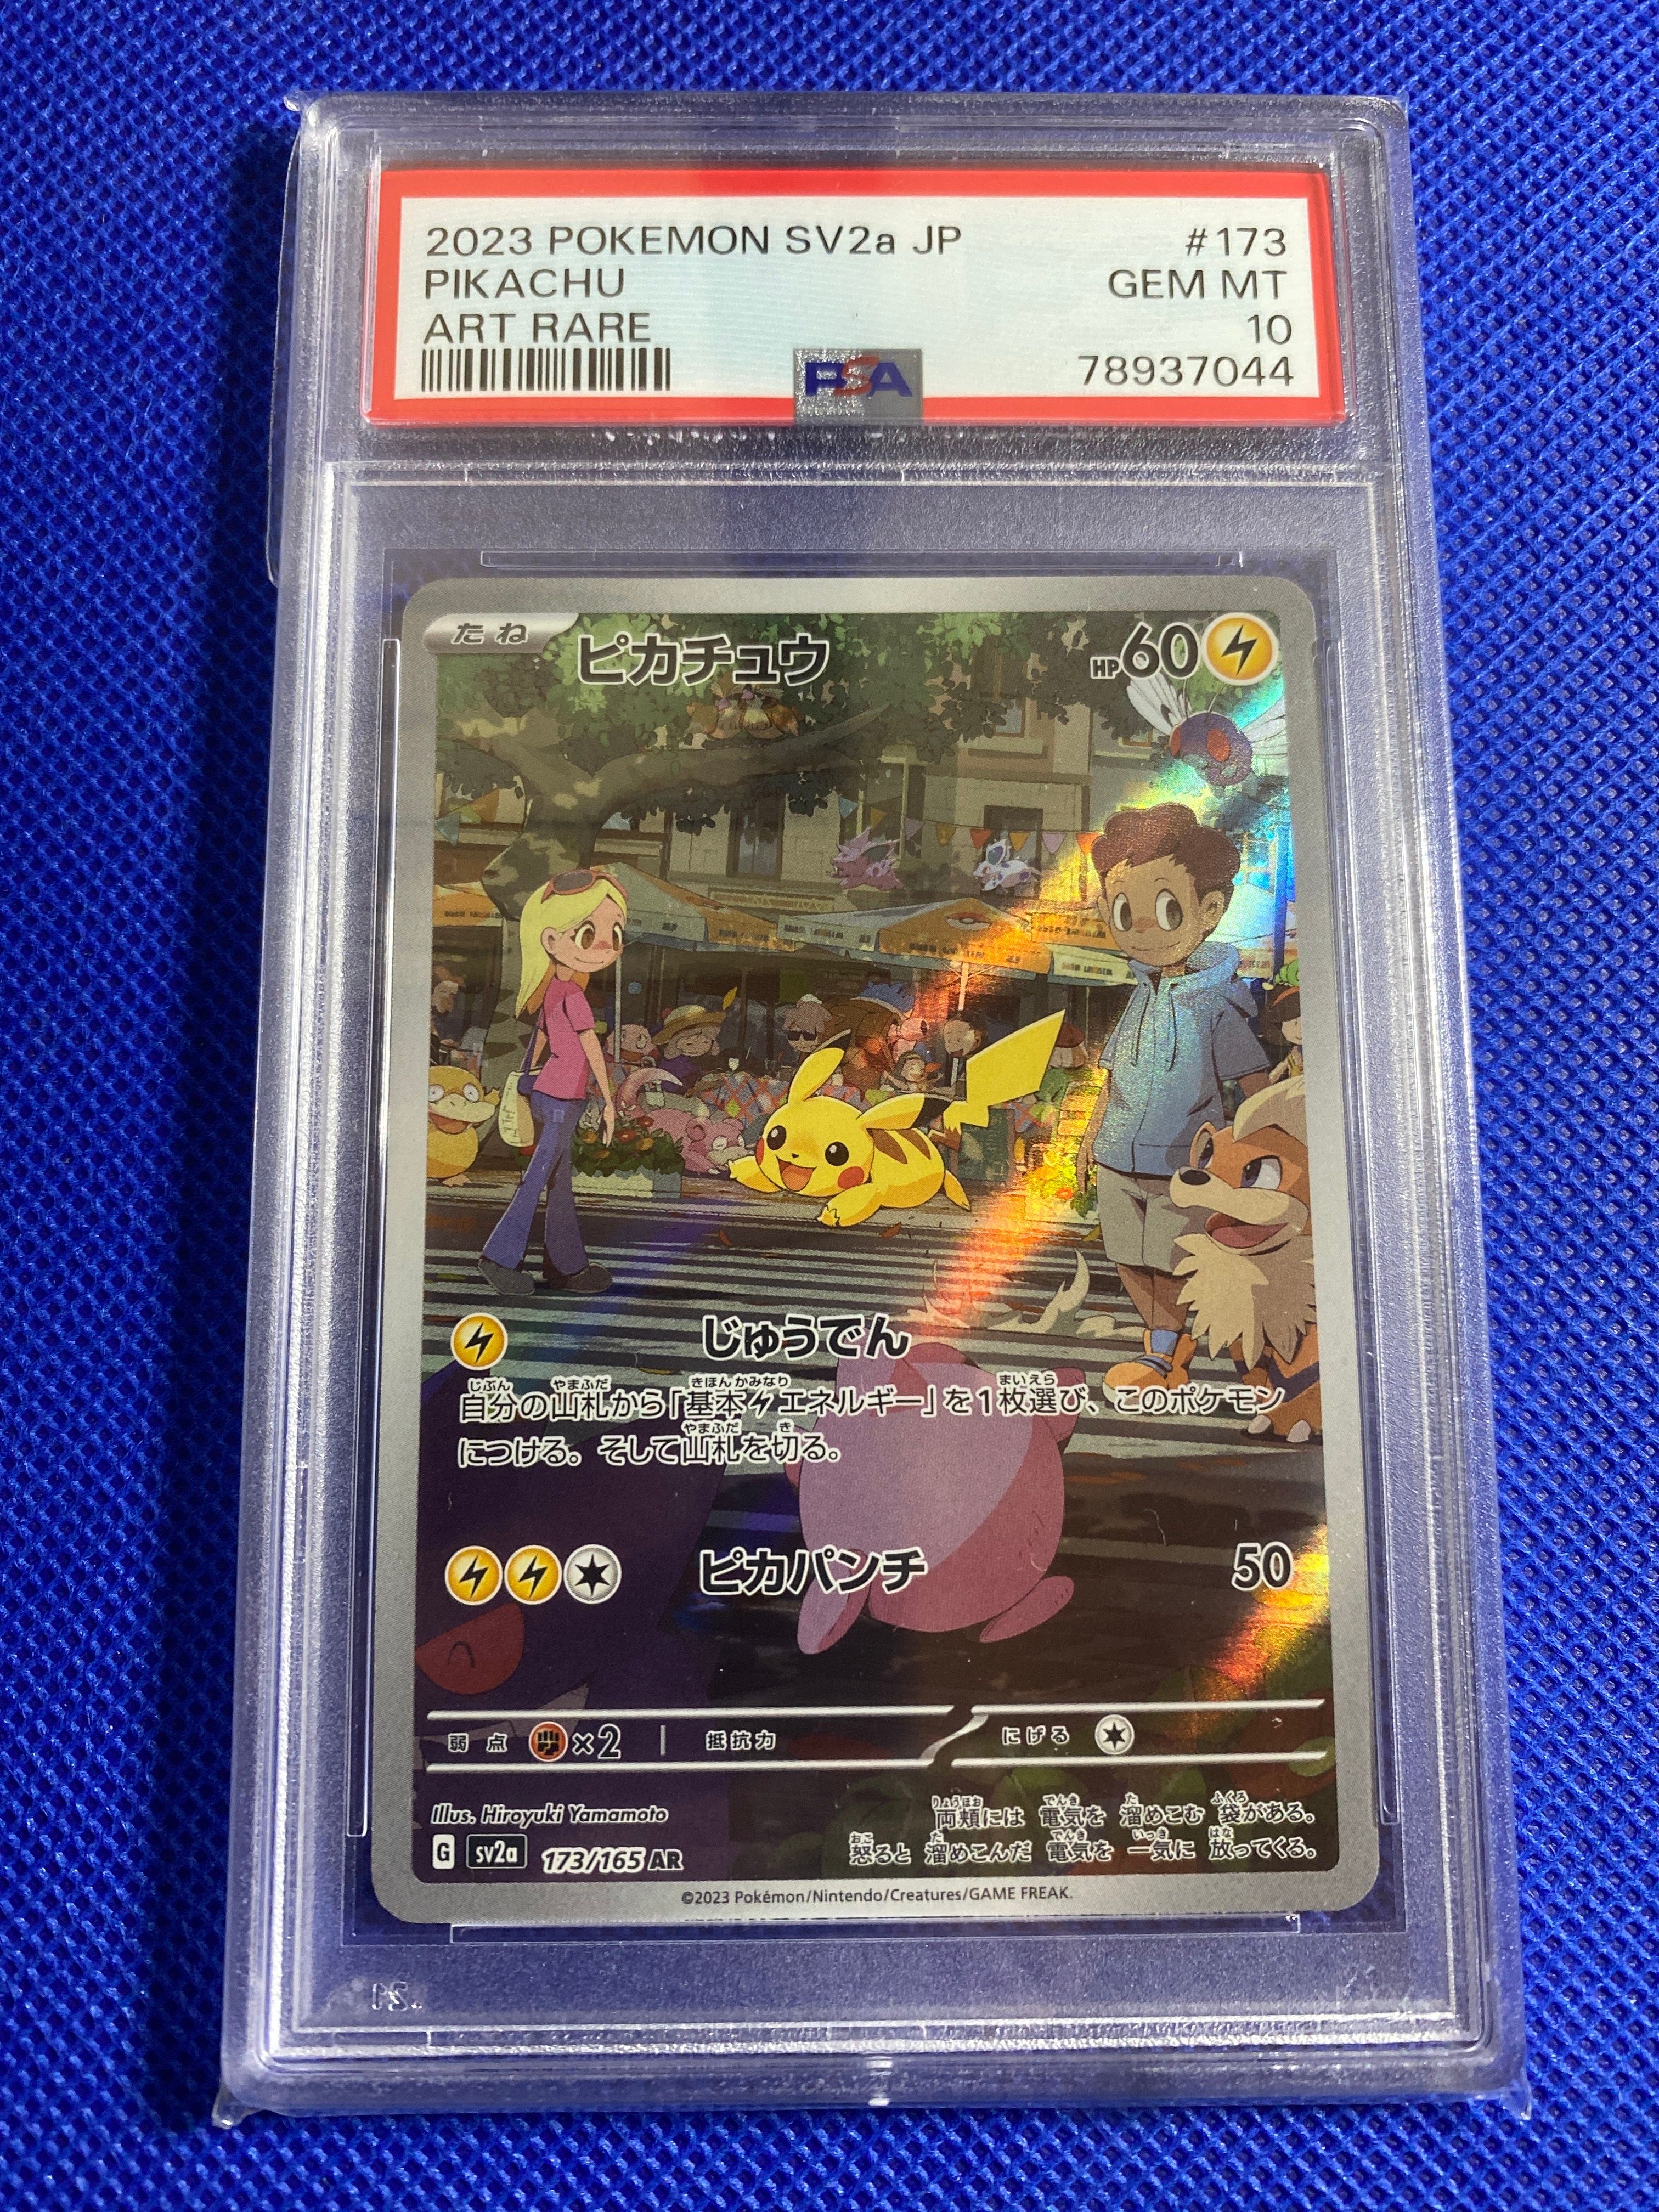 2023 POKEMON SV2a JP #173
PIKACHU GEM MT
ART RARE 10
PSA 78937044
たね ピカチュウ HP60
じゅうでん
自分の山札から「基本エネルギー」を1枚選び、このポケモン
につける。そして山札を切る。
ピカパンチ 50
弱点 ×2 抵抗力 にげる
Illus. Hiroyuki Yamamoto
両頬には 電気を 溜めこむ 袋がある。
怒ると 溜めこんだ 電気を 一気に 放ってくる。
G sv2a 173/165 AR
©2023 Pokémon/Nintendo/Creatures/GAME FREAK.